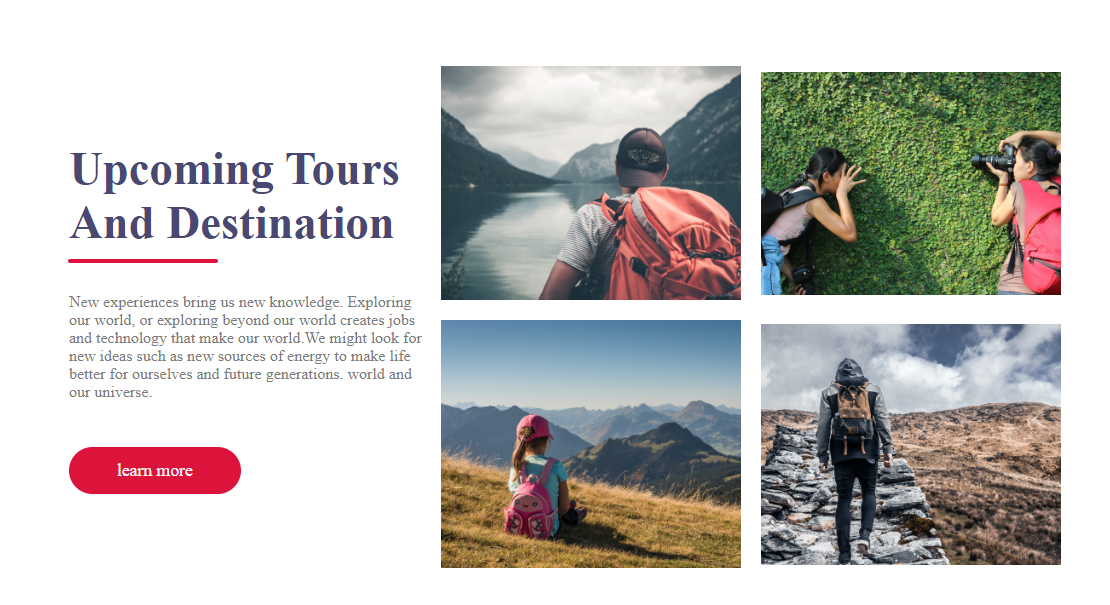 Upcoming Tours
And Destination
New experiences bring us new knowledge. Exploring
our world, or exploring beyond our world creates jobs
and technology that make our world.We might look for
new ideas such as new sources of energy to make life
better for ourselves and future generations. world and
our universe.
learn more